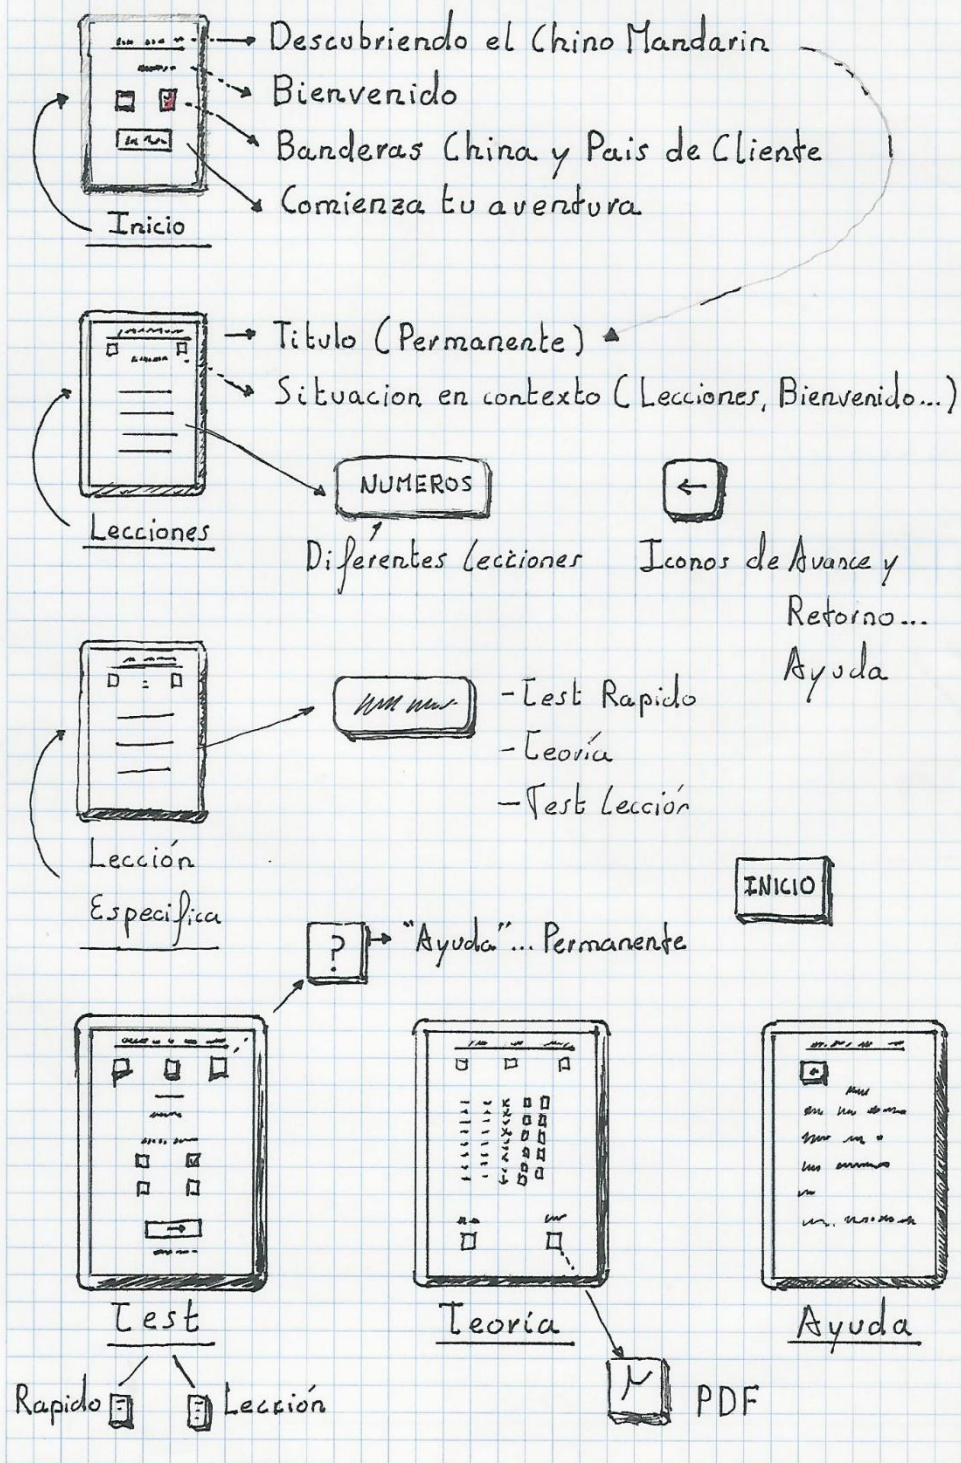 Descubriendo el Chino Mandarin
Bienvenido
Banderas China y Pais de Cliente
Comienza tu aventura
Inicio
Titulo (Permanente)
Situacion en contexto (Lecciones, Bienvenido...)
NUMEROS
←
Lecciones
Diferentes lecciones
Iconos de Avance y
Retorno...
Ayuda
- Test Rapido
- Teoría
- Test Lección
Lección
Especifica
INICIO
?
"Ayuda"... Permanente
Test
Teoría
Ayuda
Rapido
Lección
PDF